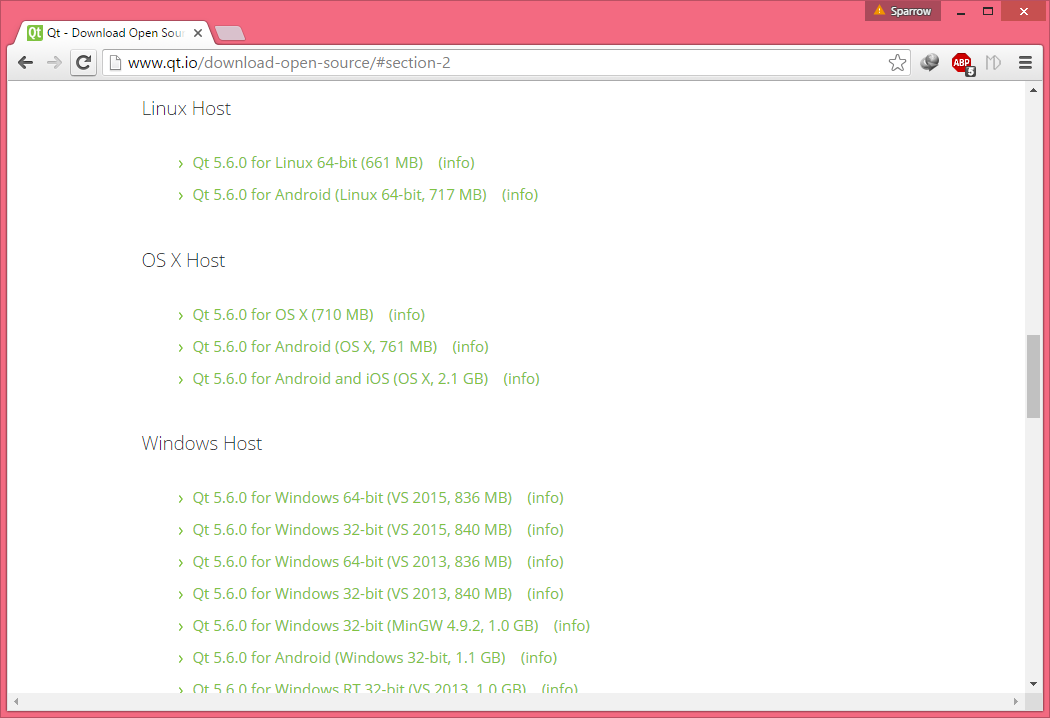 Sparrow
Qt Qt - Download Open Sour
www.qt.io/download-open-source/#section-2
ABP
5
Linux Host
› Qt 5.6.0 for Linux 64-bit (661 MB) (info)
› Qt 5.6.0 for Android (Linux 64-bit, 717 MB) (info)
OS X Host
› Qt 5.6.0 for OS X (710 MB) (info)
› Qt 5.6.0 for Android (OS X, 761 MB) (info)
› Qt 5.6.0 for Android and iOS (OS X, 2.1 GB) (info)
Windows Host
› Qt 5.6.0 for Windows 64-bit (VS 2015, 836 MB) (info)
› Qt 5.6.0 for Windows 32-bit (VS 2015, 840 MB) (info)
› Qt 5.6.0 for Windows 64-bit (VS 2013, 836 MB) (info)
› Qt 5.6.0 for Windows 32-bit (VS 2013, 840 MB) (info)
› Qt 5.6.0 for Windows 32-bit (MinGW 4.9.2, 1.0 GB) (info)
› Qt 5.6.0 for Android (Windows 32-bit, 1.1 GB) (info)
› Qt 5.6.0 for Windows RT 32-bit (VS 2013, 1.0 GB) (info)